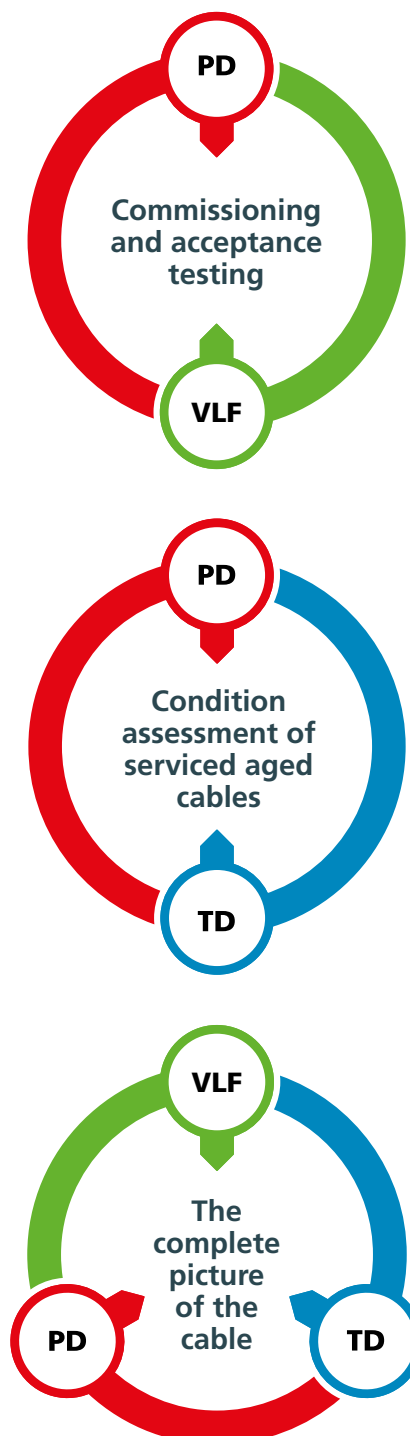 PD
Commissioning
and acceptance
testing
VLF
PD
Condition
assessment of
serviced aged
cables
TD
VLF
The
complete
picture
of the
cable
PD
TD